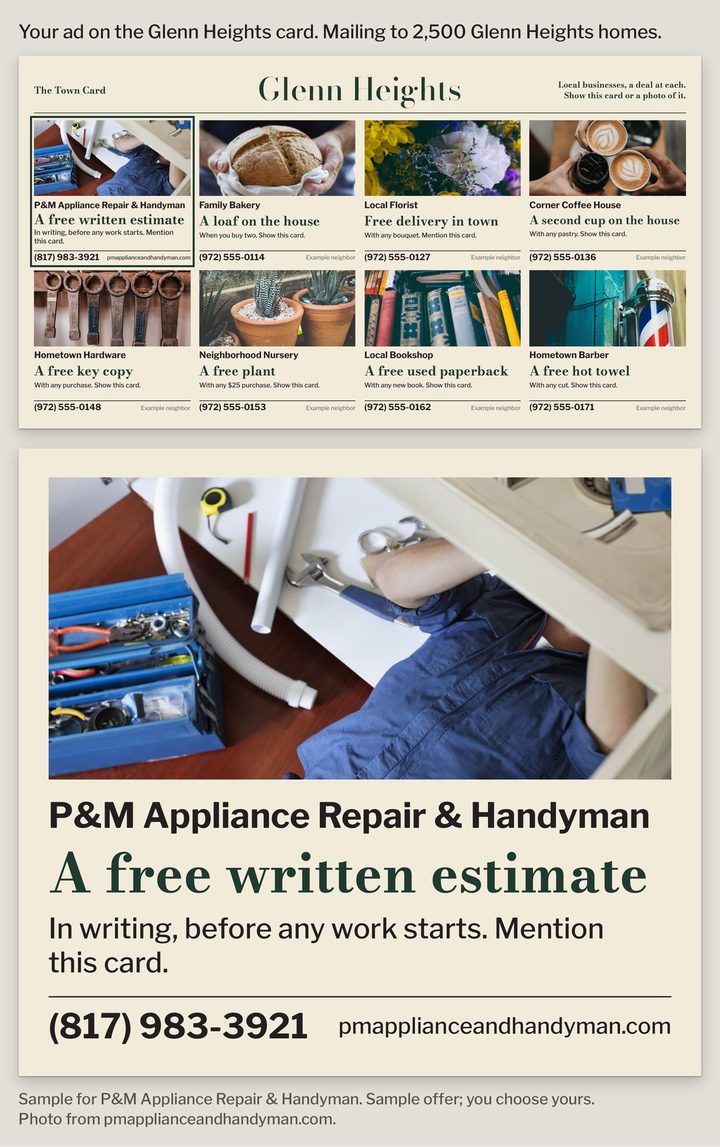 Your ad on the Glenn Heights card. Mailing to 2,500 Glenn Heights homes.
The Town Card
Glenn Heights
Local businesses, a deal at each.
Show this card or a photo of it.
P&M Appliance Repair & Handyman
A free written estimate
In writing, before any work starts. Mention
this card.
(817) 983-3921 pmapplianceandhandyman.com
Family Bakery
A loaf on the house
When you buy two. Show this card.
(972) 555-0114 Example neighbor
Local Florist
Free delivery in town
With any bouquet. Mention this card.
(972) 555-0127 Example neighbor
Corner Coffee House
A second cup on the house
With any pastry. Show this card.
(972) 555-0136 Example neighbor
Hometown Hardware
A free key copy
With any purchase. Show this card.
(972) 555-0148 Example neighbor
Neighborhood Nursery
A free plant
With any $25 purchase. Show this card.
(972) 555-0153 Example neighbor
Local Bookshop
A free used paperback
With any new book. Show this card.
(972) 555-0162 Example neighbor
Hometown Barber
A free hot towel
With any cut. Show this card.
(972) 555-0171 Example neighbor
P&M Appliance Repair & Handyman
A free written estimate
In writing, before any work starts. Mention
this card.
(817) 983-3921 pmapplianceandhandyman.com
Sample for P&M Appliance Repair & Handyman. Sample offer; you choose yours.
Photo from pmapplianceandhandyman.com.